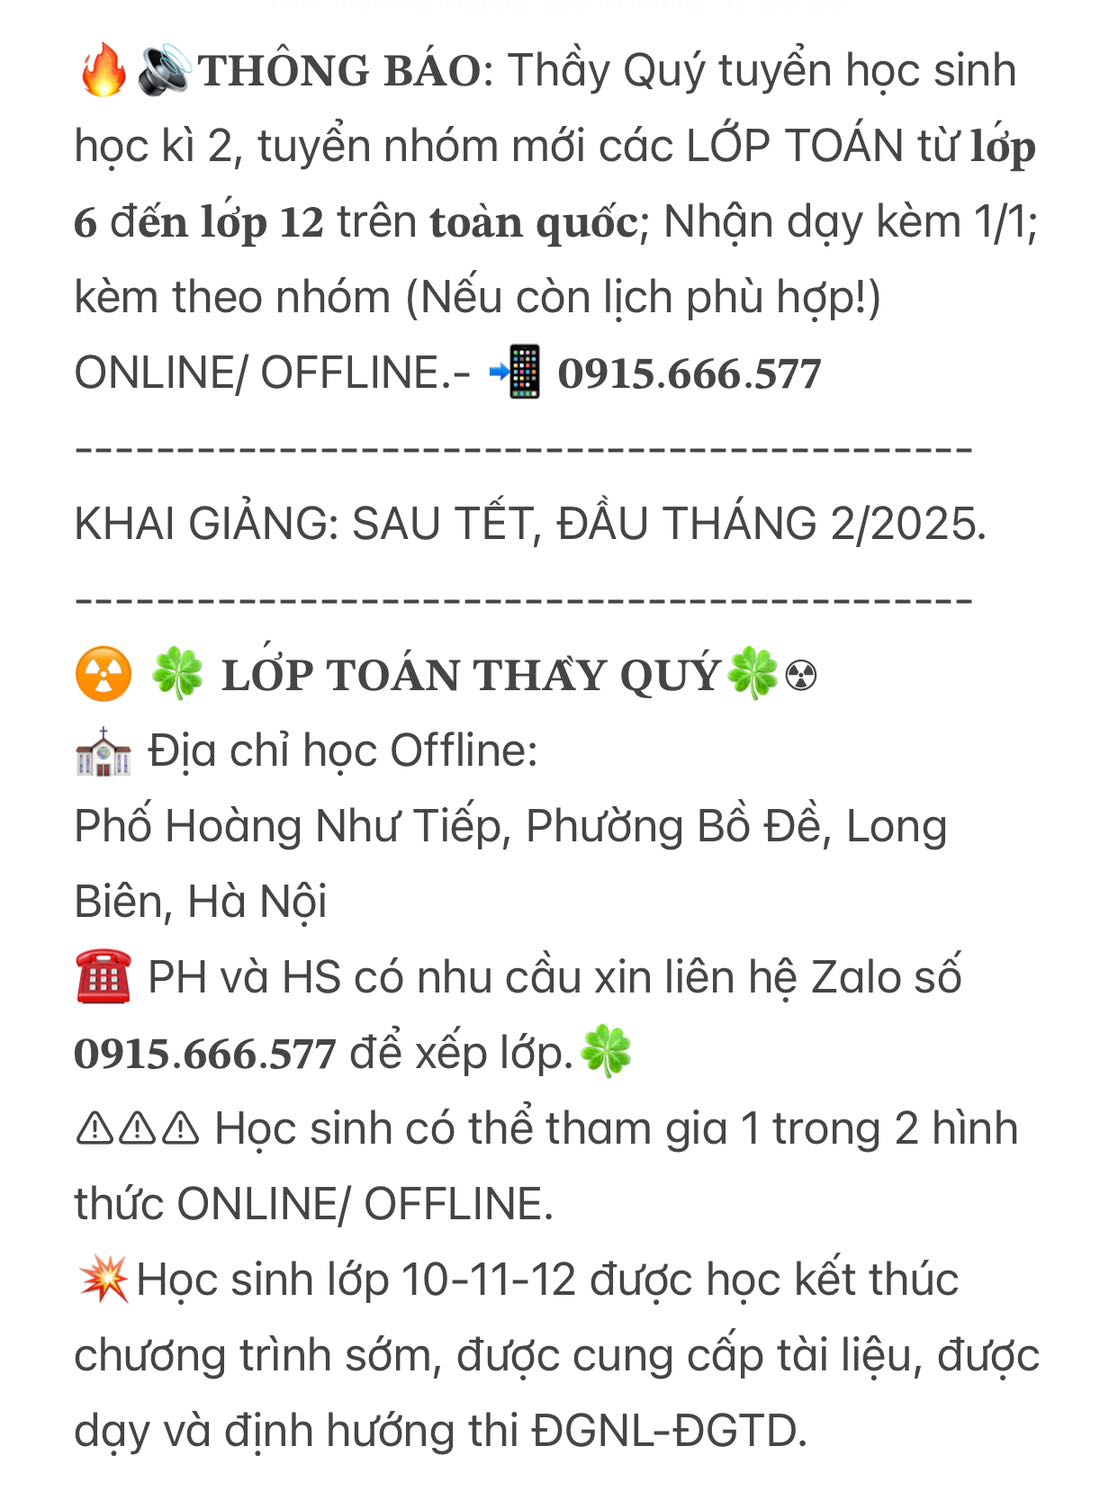 🔥🔊THÔNG BÁO: Thầy Quý tuyển học sinh
học kì 2, tuyển nhóm mới các LỚP TOÁN từ lớp
6 đến lớp 12 trên toàn quốc; Nhận dạy kèm 1/1;
kèm theo nhóm (Nếu còn lịch phù hợp!)
ONLINE/ OFFLINE.- 📲 0915.666.577
--------------------------------------------
KHAI GIẢNG: SAU TẾT, ĐẦU THÁNG 2/2025.
--------------------------------------------
☢️ 🍀 LỚP TOÁN THẦY QUÝ🍀☢
⛪ Địa chỉ học Offline:
Phố Hoàng Như Tiếp, Phường Bồ Đề, Long
Biên, Hà Nội
☎️ PH và HS có nhu cầu xin liên hệ Zalo số
0915.666.577 để xếp lớp.🍀
⚠⚠⚠ Học sinh có thể tham gia 1 trong 2 hình
thức ONLINE/ OFFLINE.
💥Học sinh lớp 10-11-12 được học kết thúc
chương trình sớm, được cung cấp tài liệu, được
dạy và định hướng thi ĐGNL-ĐGTD.